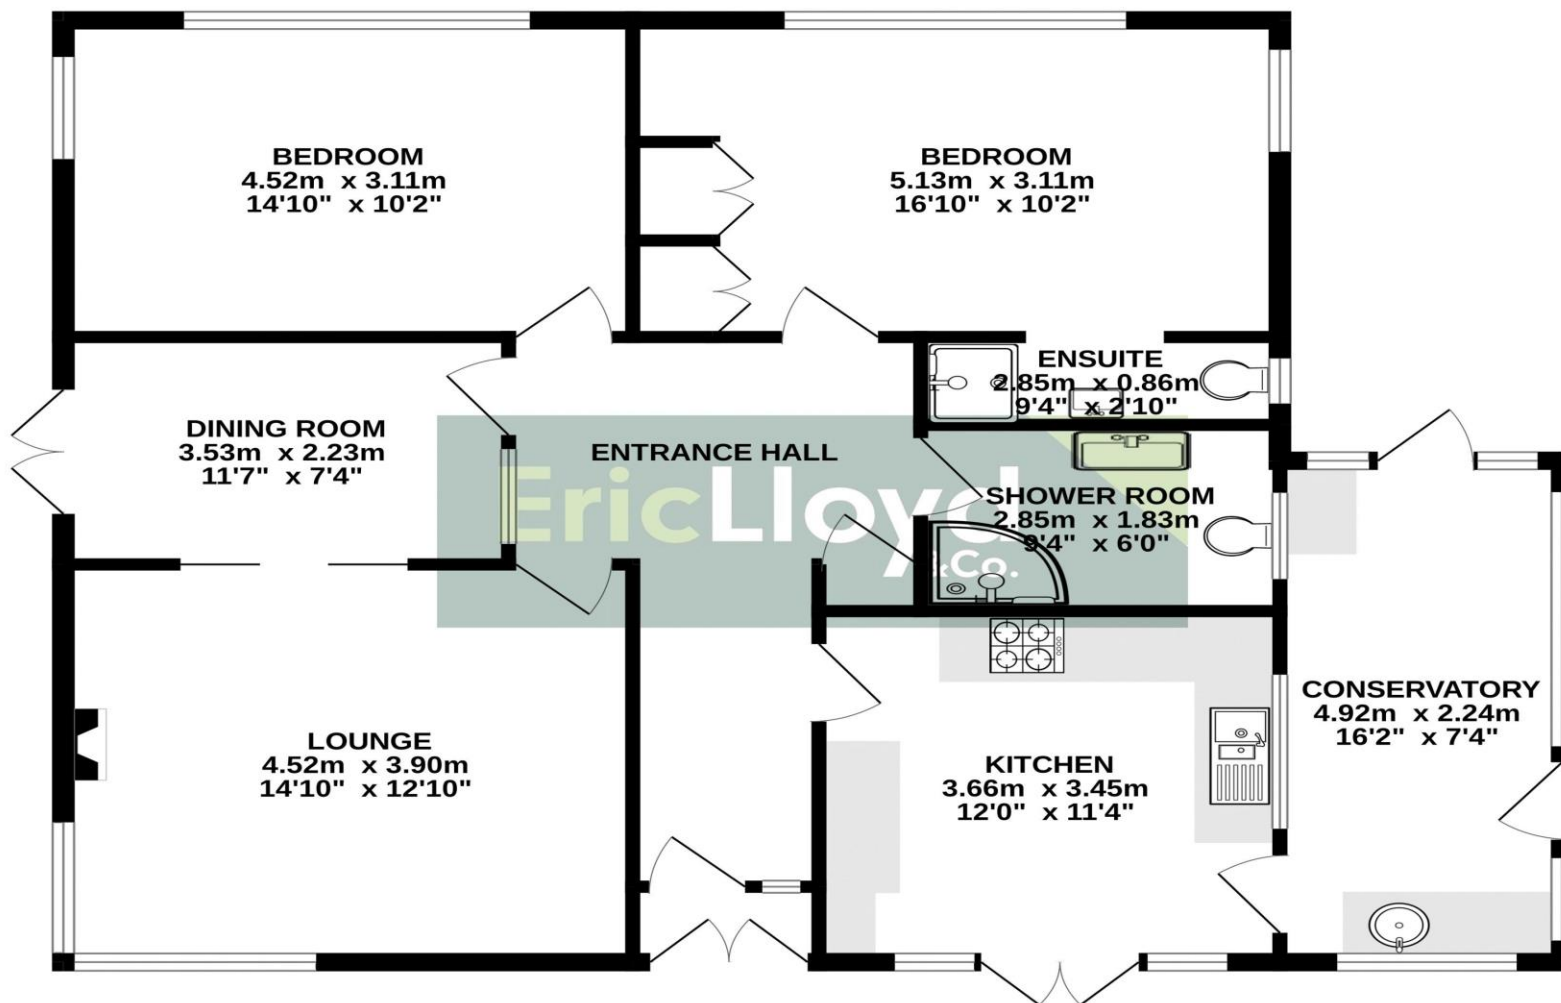 BEDROOM
4.52m x 3.11m
14'10" x 10'2"
BEDROOM
5.13m x 3.11m
16'10" x 10'2"
ENSUITE
2.85m x 0.86m
9'4" x 2'10"
DINING ROOM
3.53m x 2.23m
11'7" x 7'4"
ENTRANCE HALL
EricLloyd
&Co.
SHOWER ROOM
2.85m x 1.83m
9'4" x 6'0"
LOUNGE
4.52m x 3.90m
14'10" x 12'10"
KITCHEN
3.66m x 3.45m
12'0" x 11'4"
CONSERVATORY
4.92m x 2.24m
16'2" x 7'4"